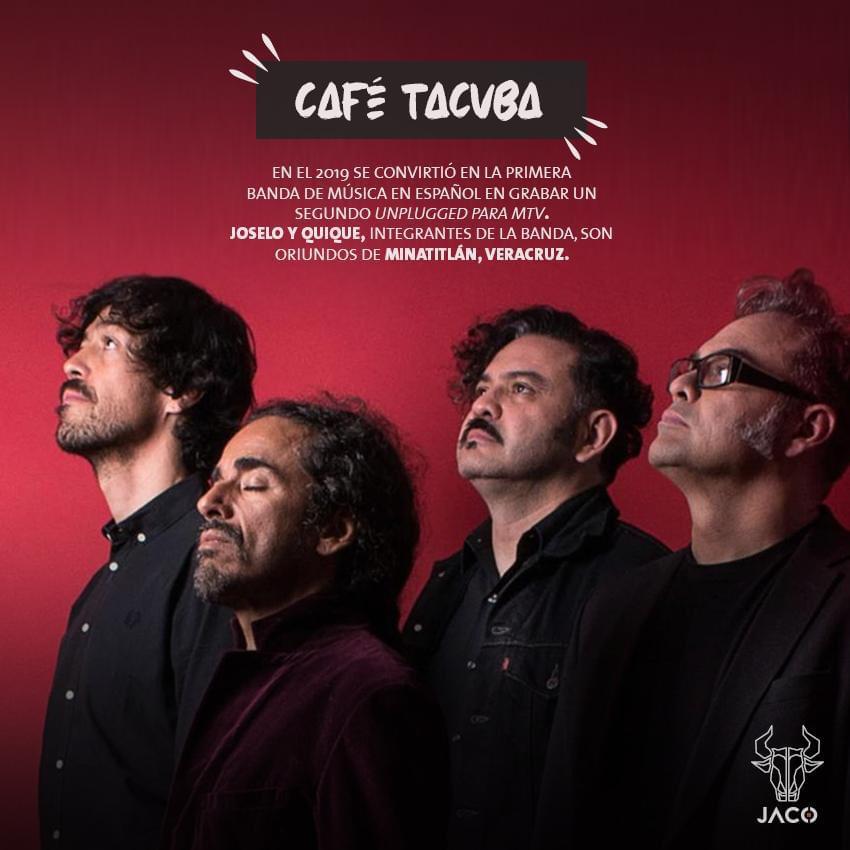 CAFÉ TACVBA
EN EL 2019 SE CONVIRTIÓ EN LA PRIMERA
BANDA DE MÚSICA EN ESPAÑOL EN GRABAR UN
SEGUNDO UNPLUGGED PARA MTV.
JOSELO Y QUIQUE, INTEGRANTES DE LA BANDA, SON
ORIUNDOS DE MINATITLÁN, VERACRUZ.
JACO